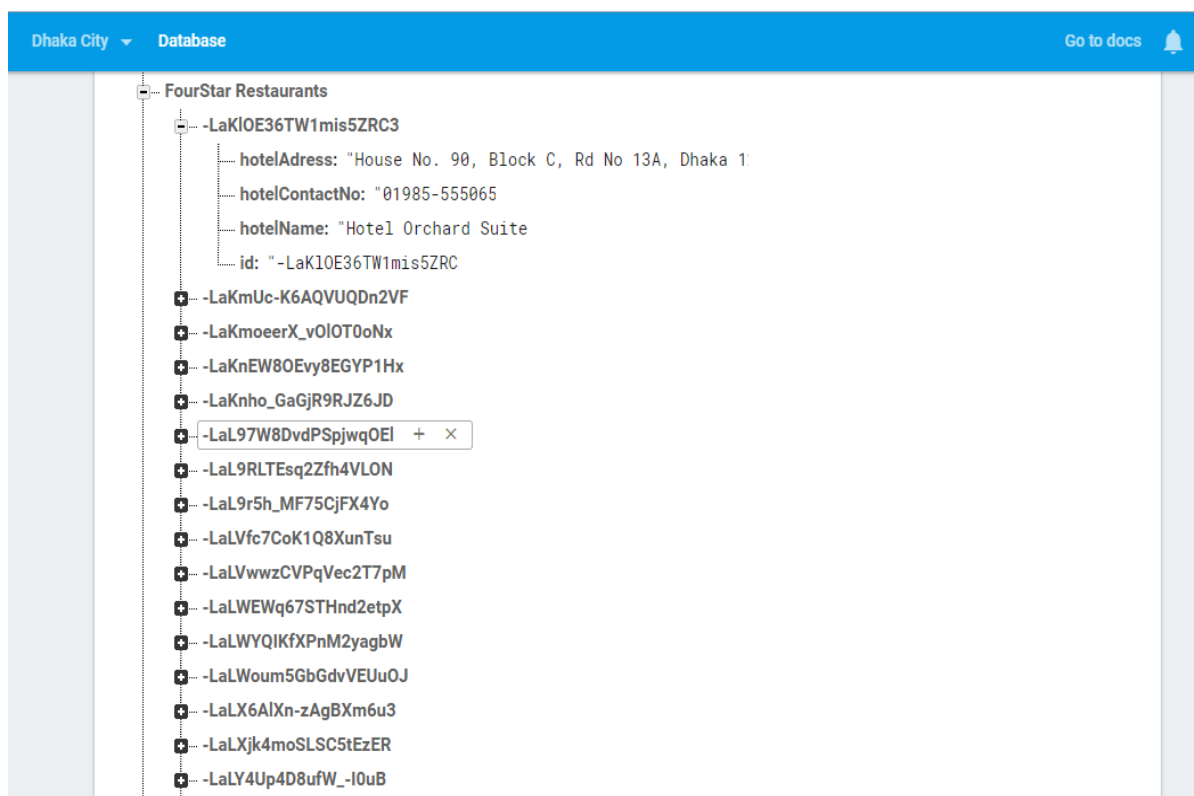 Dhaka City Database Go to docs
FourStar Restaurants
-LaKlOE36TW1mis5ZRC3
hotelAdress: "House No. 90, Block C, Rd No 13A, Dhaka 1
hotelContactNo: "01985-555065
hotelName: "Hotel Orchard Suite
id: "-LaKlOE36TW1mis5ZRC
-LaKmUc-K6AQVUQDn2VF
-LaKmoeerX_vOlOT0oNx
-LaKnEW8OEvy8EGYP1Hx
-LaKnho_GaGjR9RJZ6JD
-LaL97W8DvdPSpjwqOEl + ×
-LaL9RLTEsq2Zfh4VLON
-LaL9r5h_MF75CjFX4Yo
-LaLVfc7CoK1Q8XunTsu
-LaLVwwzCVPqVec2T7pM
-LaLWEWq67STHnd2etpX
-LaLWYQIKfXPnM2yagbW
-LaLWoum5GbGdvVEUuOJ
-LaLX6AlXn-zAgBXm6u3
-LaLXjk4moSLSC5tEzER
-LaLY4Up4D8ufW_-I0uB